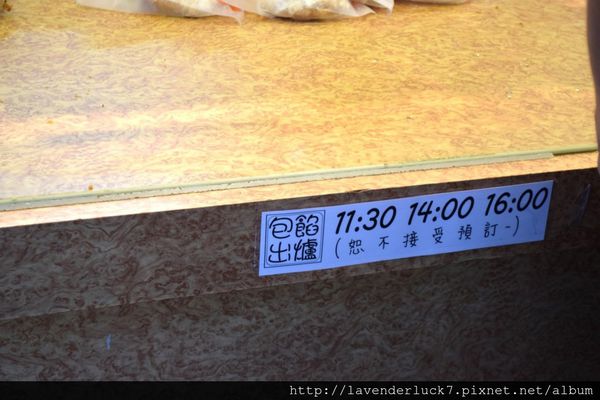 包餡
出爐
11:30 14:00 16:00
(恕不接受預訂~)
http://lavenderluck7.pixnet.net/album